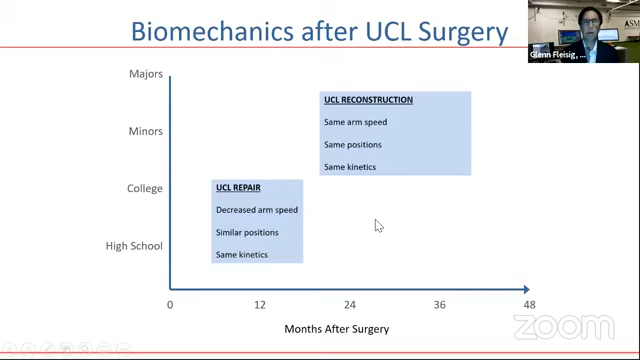 Biomechanics after UCL Surgery
ASM
Glenn Fleisig, ...
Majors
Minors
College
High School
UCL RECONSTRUCTION
Same arm speed
Same positions
Same kinetics
UCL REPAIR
Decreased arm speed
Similar positions
Same kinetics
0 12 24 36 48
Months After Surgery
zoom